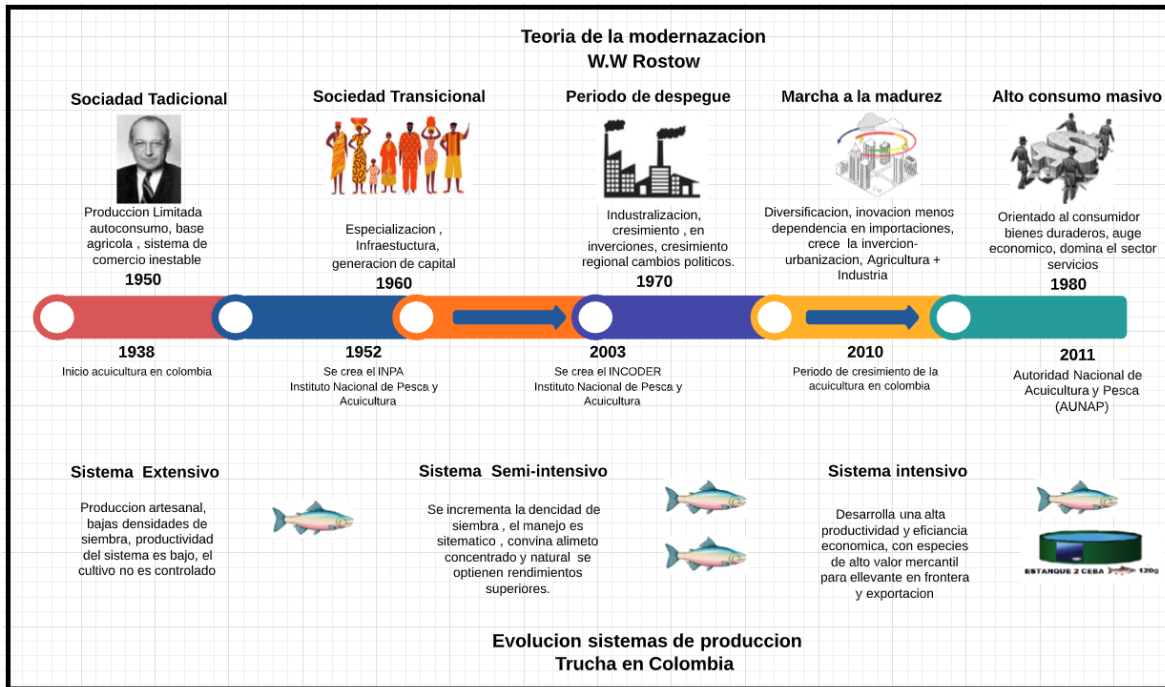 Teoria de la modernazacion
W.W Rostow
Sociadad Tadicional
Produccion Limitada
autoconsumo, base
agricola , sistema de
comercio inestable
1950
Sociedad Transicional
Especializacion ,
Infraestuctura,
generacion de capital
1960
Periodo de despegue
Industralizacion,
crecimiento , en
inverciones, cresimiento
regional cambios politicos.
1970
Marcha a la madurez
Diversificacion, inovacion menos
dependencia en importaciones,
crece la invercion-
urbanizacion, Agricultura +
Industria
Alto consumo masivo
Orientado al consumidor
bienes duraderos, auge
economico, domina el sector
servicios
1980
1938
Inicio acuicultura en colombia
1952
Se crea el INPA
Instituto Nacional de Pesca y
Acuicultura
2003
Se crea el INCODER
Instituto Nacional de Pesca y
Acuicultura
2010
Periodo de cresimiento de la
acuicultura en colombia
2011
Autoridad Nacional de
Acuicultura y Pesca
(AUNAP)
Sistema Extensivo
Produccion artesanal,
bajas densidades de
siembra, productividad
del sistema es bajo, el
cultivo no es controlado
Sistema Semi-intensivo
Se incrementa la dencidad de
siembra , el manejo es
sitematico , convina alimeto
concentrado y natural se
optienen rendimientos
superiores.
Sistema intensivo
Desarrolla una alta
productividad y eficiancia
economica, con especies
de alto valor mercantil
para ellevante en frontera
y exportacion
ESTANQUE 2 CEBA 120g
Evolucion sistemas de produccion
Trucha en Colombia